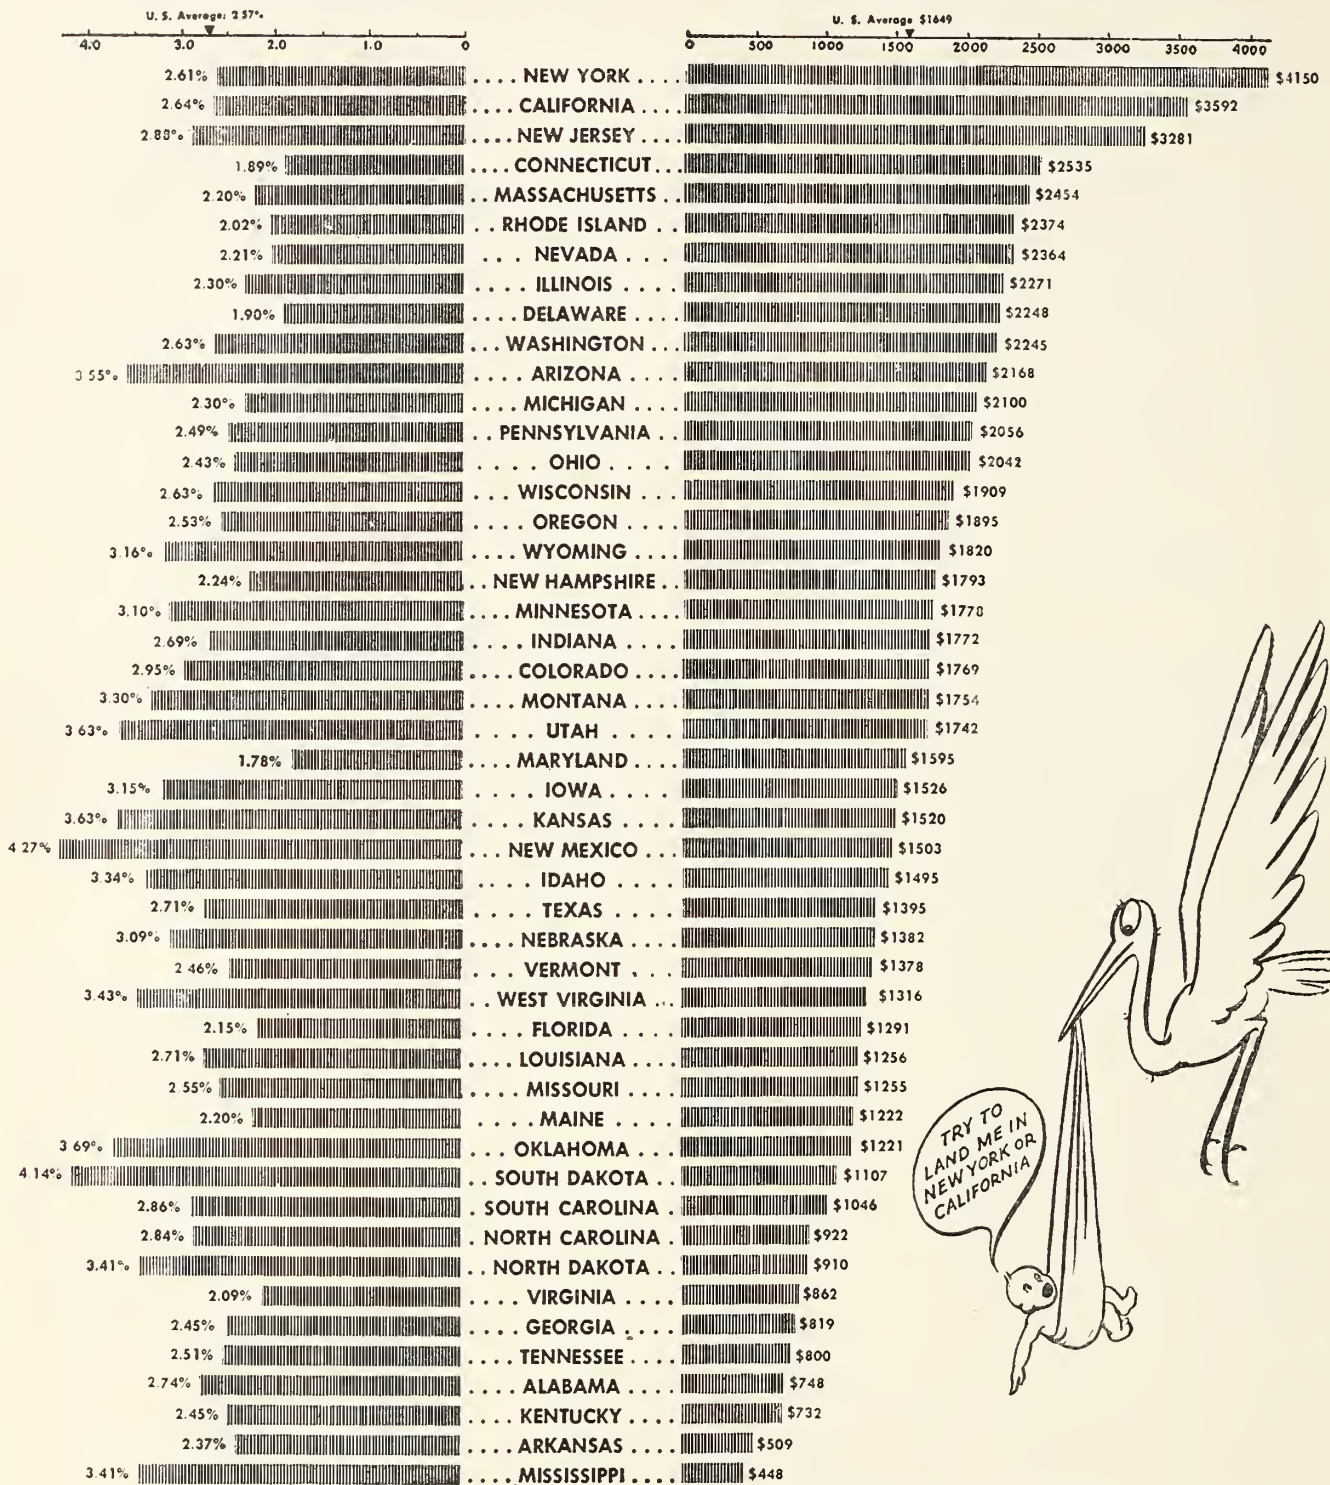 U. S. Average: 2 57%
U. S. Average $1649
4.0 3.0 2.0 1.0 0
0 500 1000 1500 2000 2500 3000 3500 4000
2.61% .... NEW YORK .... $4150
2.64% .... CALIFORNIA .... $3592
2.88% .... NEW JERSEY .... $3281
1.89% .... CONNECTICUT ... $2535
2.20% .. MASSACHUSETTS .. $2454
2.02% .. RHODE ISLAND .. $2374
2.21% ... NEVADA ... $2364
2.30% .... ILLINOIS .... $2271
1.90% .... DELAWARE .... $2248
2.63% ... WASHINGTON ... $2245
3 55% .... ARIZONA .... $2168
2.30% .... MICHIGAN .... $2100
2.49% .. PENNSYLVANIA .. $2056
2.43% .... OHIO .... $2042
2.63% ... WISCONSIN ... $1909
2.53% .... OREGON .... $1895
3.16% .... WYOMING .... $1820
2.24% .. NEW HAMPSHIRE .. $1793
3.10% .... MINNESOTA .... $1778
2.69% .... INDIANA .... $1772
2.95% .... COLORADO .... $1769
3.30% .... MONTANA .... $1754
3 63% .... UTAH .... $1742
1.78% .... MARYLAND .... $1595
3.15% .... IOWA .... $1526
3.63% .... KANSAS .... $1520
4 27% ... NEW MEXICO ... $1503
3.34% .... IDAHO .... $1495
2.71% .... TEXAS .... $1395
3.09% .... NEBRASKA .... $1382
2 46% ... VERMONT ... $1378
3.43% .. WEST VIRGINIA ... $1316
2.15% .... FLORIDA .... $1291
2.71% .... LOUISIANA .... $1256
2 55% .... MISSOURI .... $1255
2.20% .... MAINE .... $1222
3 69% .... OKLAHOMA .... $1221
4.14% .. SOUTH DAKOTA .. $1107
2.86% . SOUTH CAROLINA . $1046
2.84% . NORTH CAROLINA . $922
3.41% .. NORTH DAKOTA .. $910
2.09% .... VIRGINIA .... $862
2.45% .... GEORGIA .... $819
2.51% .... TENNESSEE .... $800
2.74% .... ALABAMA .... $748
2.45% .... KENTUCKY .... $732
2.37% .... ARKANSAS .... $509
3.41% .... MISSISSIPPI .... $448
TRY TO
LAND ME IN
NEW YORK OR
CALIFORNIA